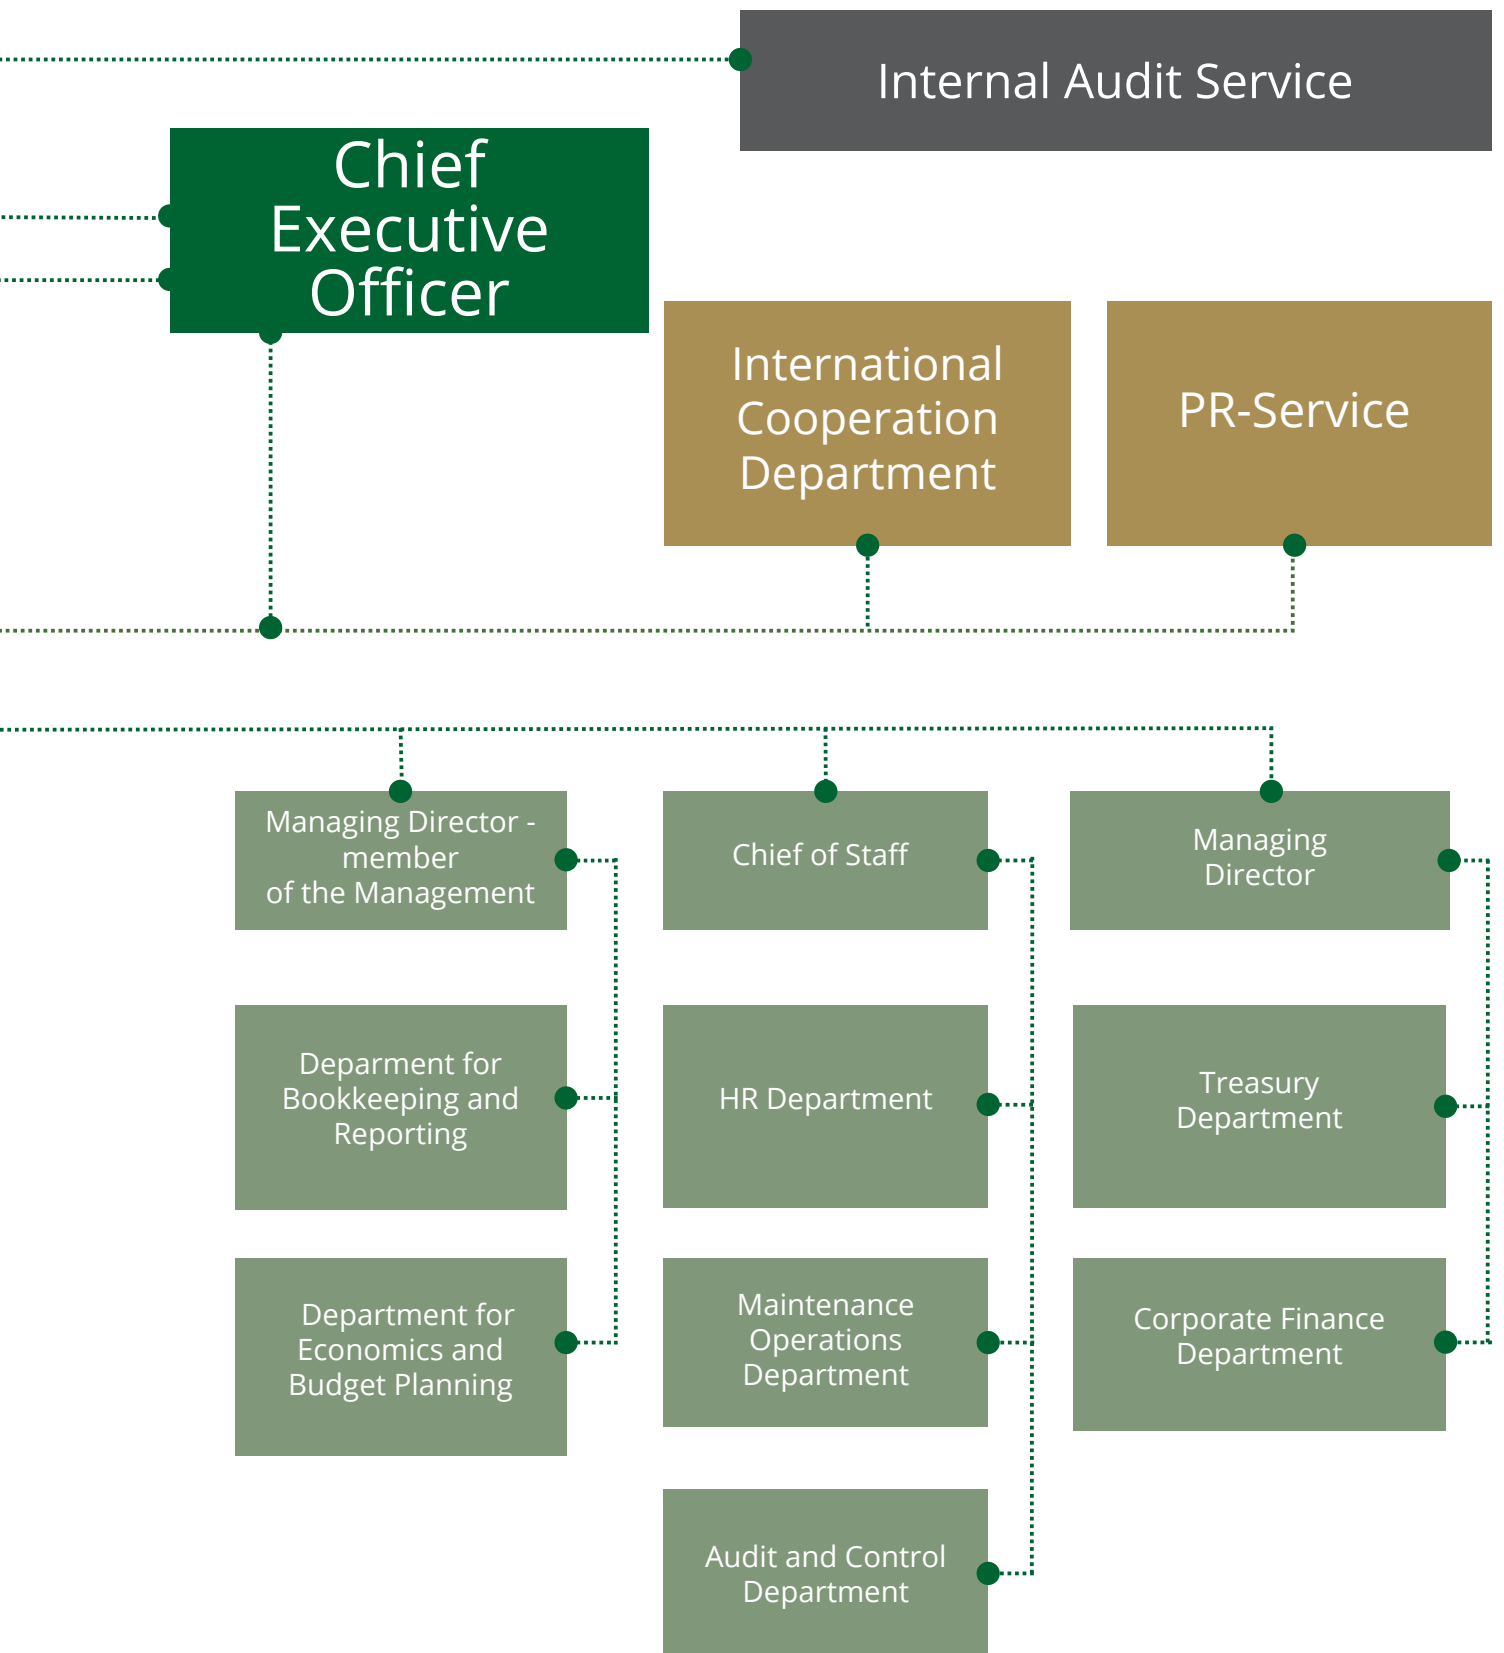 Internal Audit Service
Chief
Executive
Officer
International
Cooperation
Department
PR-Service
Managing Director -
member
of the Management
Chief of Staff
Managing
Director
Deparment for
Bookkeeping and
Reporting
HR Department
Treasury
Department
Department for
Economics and
Budget Planning
Maintenance
Operations
Department
Corporate Finance
Department
Audit and Control
Department